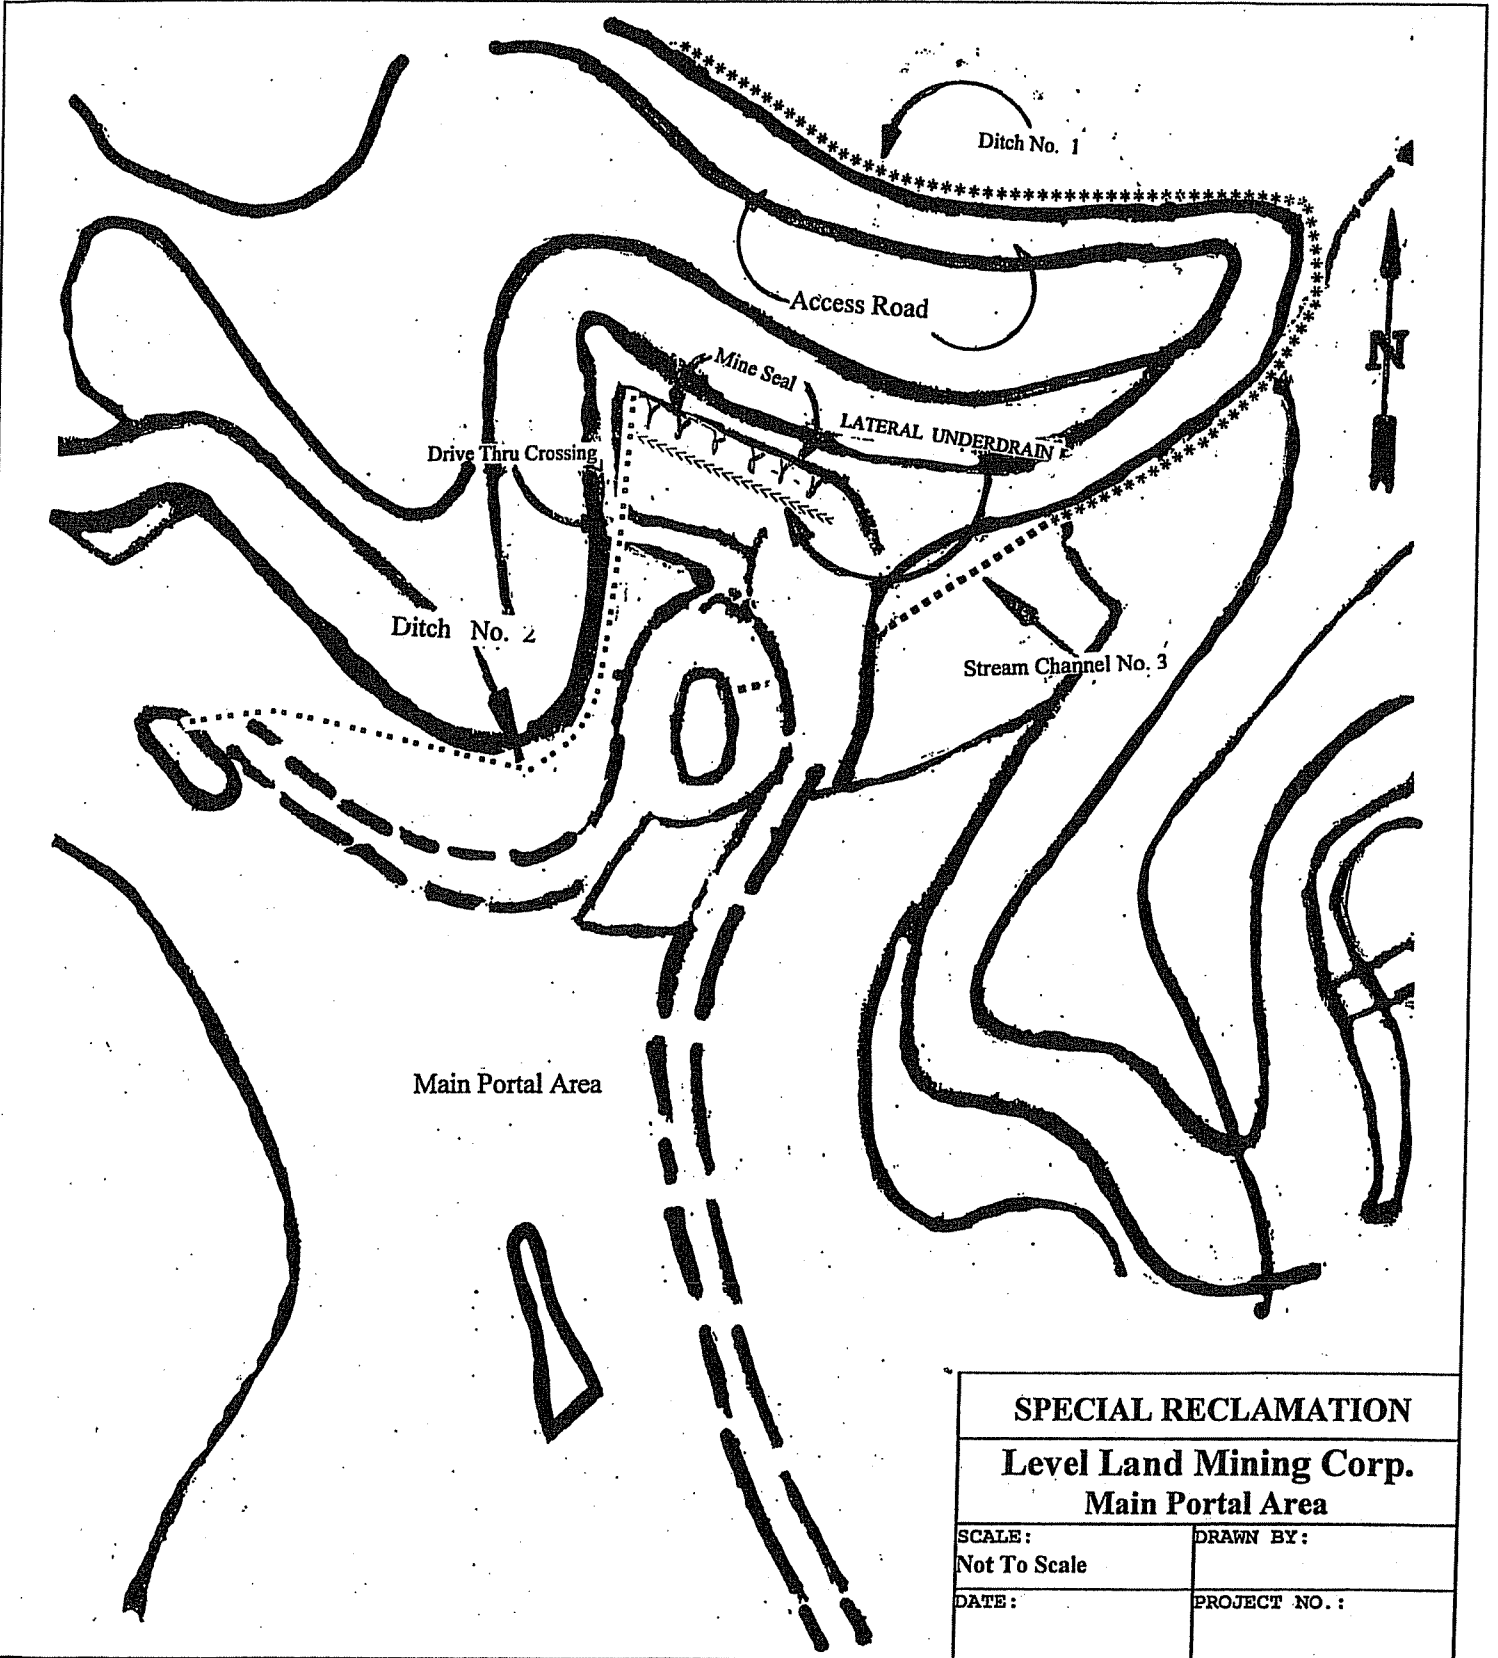 Ditch No. 1
Access Road
Mine Seal
LATERAL UNDERDRAIN
Drive Thru Crossing
Ditch No. 2
Stream Channel No. 3
N
Main Portal Area
SPECIAL RECLAMATION
Level Land Mining Corp.
Main Portal Area
SCALE:
Not To Scale
DRAWN BY:
DATE:
PROJECT NO.: